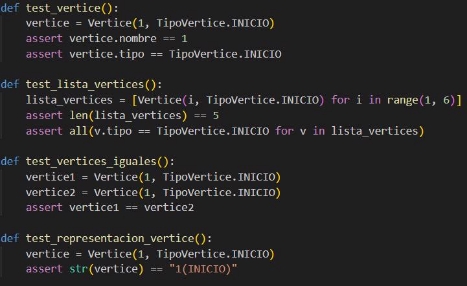 def test_vertice():
    vertice = Vertice(1, TipoVertice.INICIO)
    assert vertice.nombre == 1
    assert vertice.tipo == TipoVertice.INICIO

def test_lista_vertices():
    lista_vertices = [Vertice(i, TipoVertice.INICIO) for i in range(1, 6)]
    assert len(lista_vertices) == 5
    assert all(v.tipo == TipoVertice.INICIO for v in lista_vertices)

def test_vertices_iguales():
    vertice1 = Vertice(1, TipoVertice.INICIO)
    vertice2 = Vertice(1, TipoVertice.INICIO)
    assert vertice1 == vertice2

def test_representacion_vertice():
    vertice = Vertice(1, TipoVertice.INICIO)
    assert str(vertice) == "1(INICIO)"